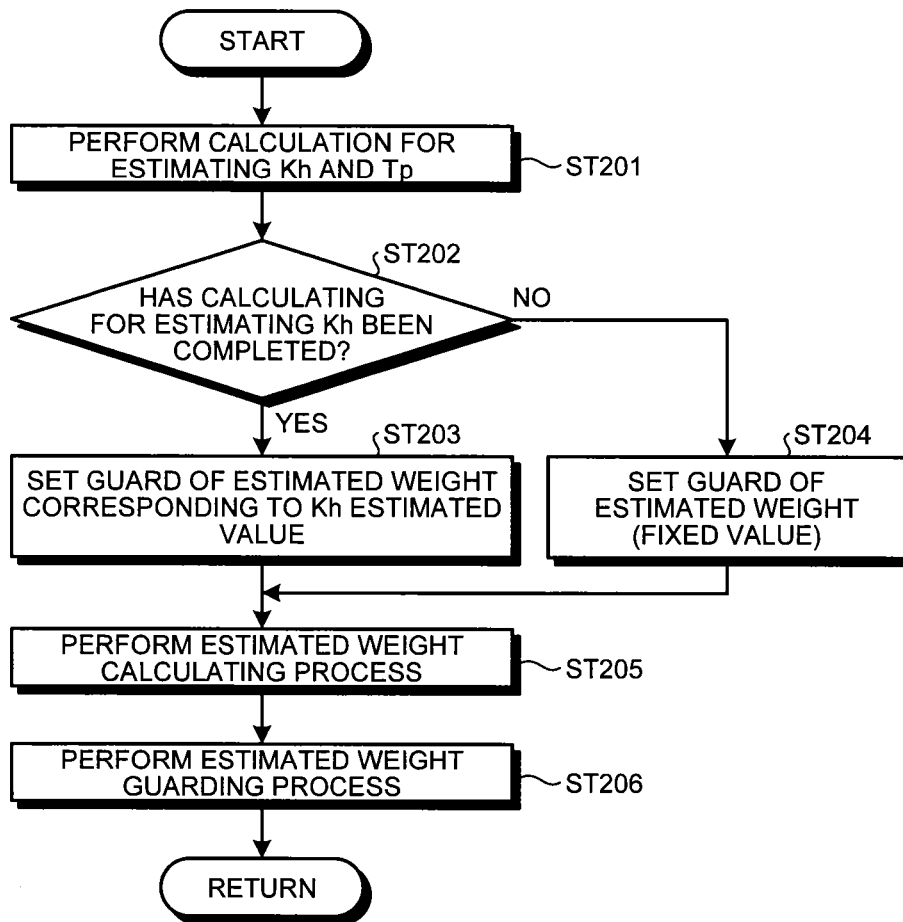 START
PERFORM CALCULATION FOR
ESTIMATING Kh AND Tp
ST201
ST202
HAS CALCULATING
FOR ESTIMATING Kh BEEN
COMPLETED?
NO
YES
ST203
SET GUARD OF ESTIMATED WEIGHT
CORRESPONDING TO Kh ESTIMATED
VALUE
ST204
SET GUARD OF
ESTIMATED WEIGHT
(FIXED VALUE)
PERFORM ESTIMATED WEIGHT
CALCULATING PROCESS
ST205
PERFORM ESTIMATED WEIGHT
GUARDING PROCESS
ST206
RETURN